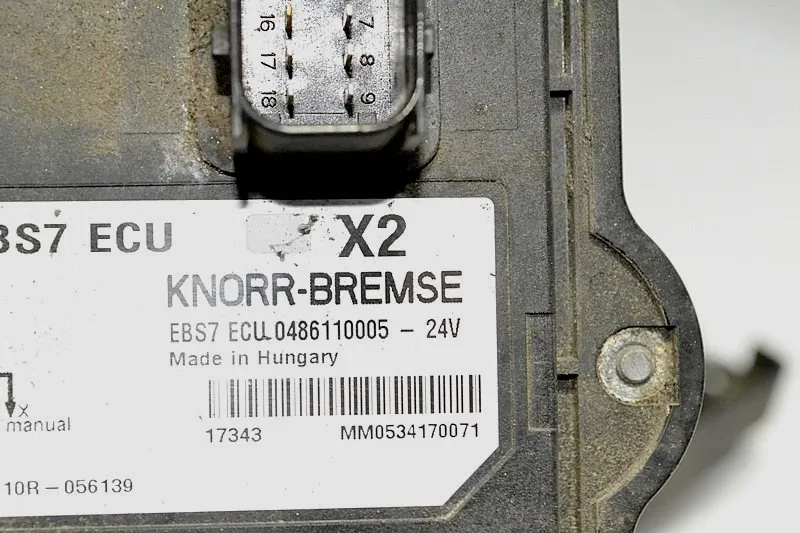 16 7
17 8
18 9
BS7 ECU X2
KNORR-BREMSE
EBS7 ECU 0486110005 - 24V
Made in Hungary
x
manual
17343 MM0534170071
10R-056139